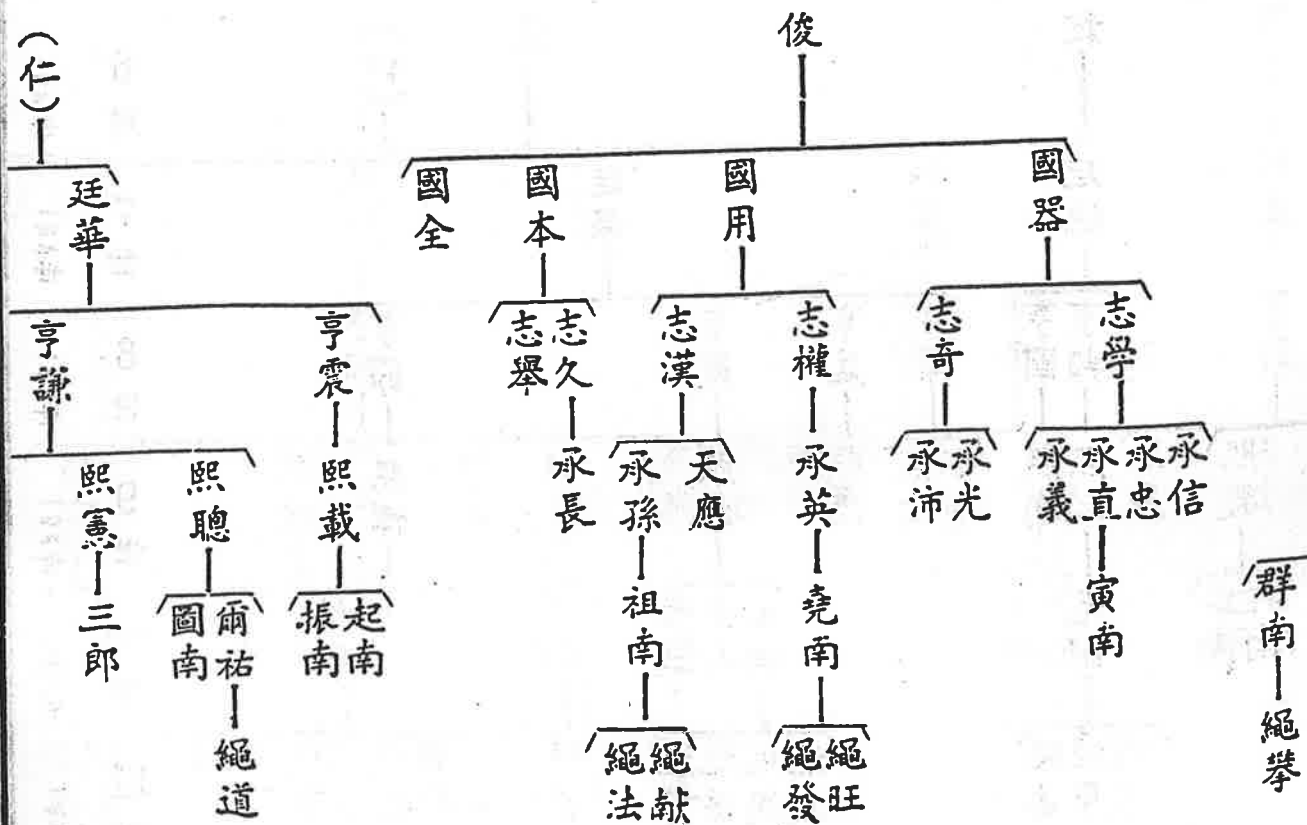 群南
繩挙
俊
國器
國用
國本
國全
志學
志奇
志權
志漢
志久
志舉
承信
承忠
承直
承義
承光
承沛
承英
天應
承孫
承長
寅南
堯南
祖南
繩旺
繩發
繩献
繩法
(仁)
廷華
亨震
亨謙
熙載
熙聰
熙憲
起南
振南
爾祐
圖南
三郎
繩道